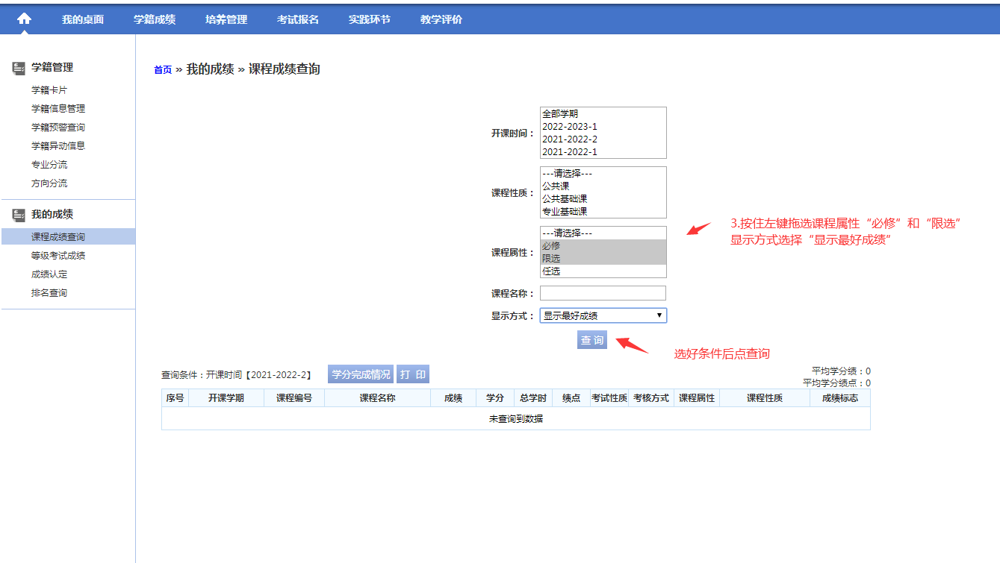 我的桌面 学籍成绩 培养管理 考试报名 实践环节 教学评价
学籍管理
学籍卡片
学籍信息管理
学籍预警查询
学籍异动信息
专业分流
方向分流
我的成绩
课程成绩查询
等级考试成绩
成绩认定
排名查询
首页 » 我的成绩 » 课程成绩查询
开课时间：
全部学期
2022-2023-1
2021-2022-2
2021-2022-1
课程性质：
---请选择---
公共课
公共基础课
专业基础课
课程属性：
---请选择---
必修
限选
任选
3.按住左键拖选课程属性“必修”和“限选”
显示方式选择“显示最好成绩”
课程名称：
显示方式： 显示最好成绩
查 询
选好条件后点查询
查询条件：开课时间【2021-2022-2】 学分完成情况 打 印
平均学分绩：0
平均学分绩点：0
序号 开课学期 课程编号 课程名称 成绩 学分 总学时 绩点 考试性质 考核方式 课程属性 课程性质 成绩标志
未查询到数据